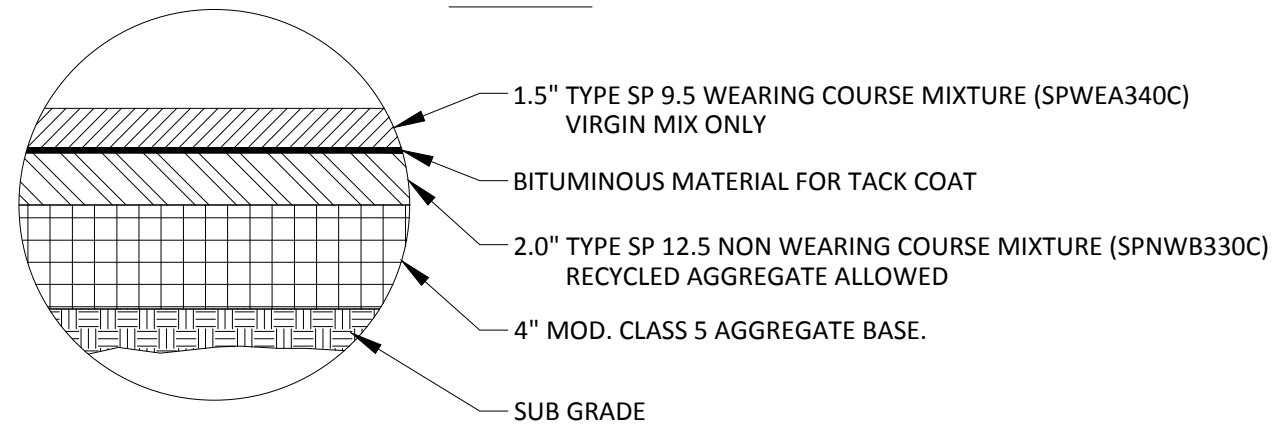 1.5" TYPE SP 9.5 WEARING COURSE MIXTURE (SPWEA340C)
VIRGIN MIX ONLY
BITUMINOUS MATERIAL FOR TACK COAT
2.0" TYPE SP 12.5 NON WEARING COURSE MIXTURE (SPNWB330C)
RECYCLED AGGREGATE ALLOWED
4" MOD. CLASS 5 AGGREGATE BASE.
SUB GRADE